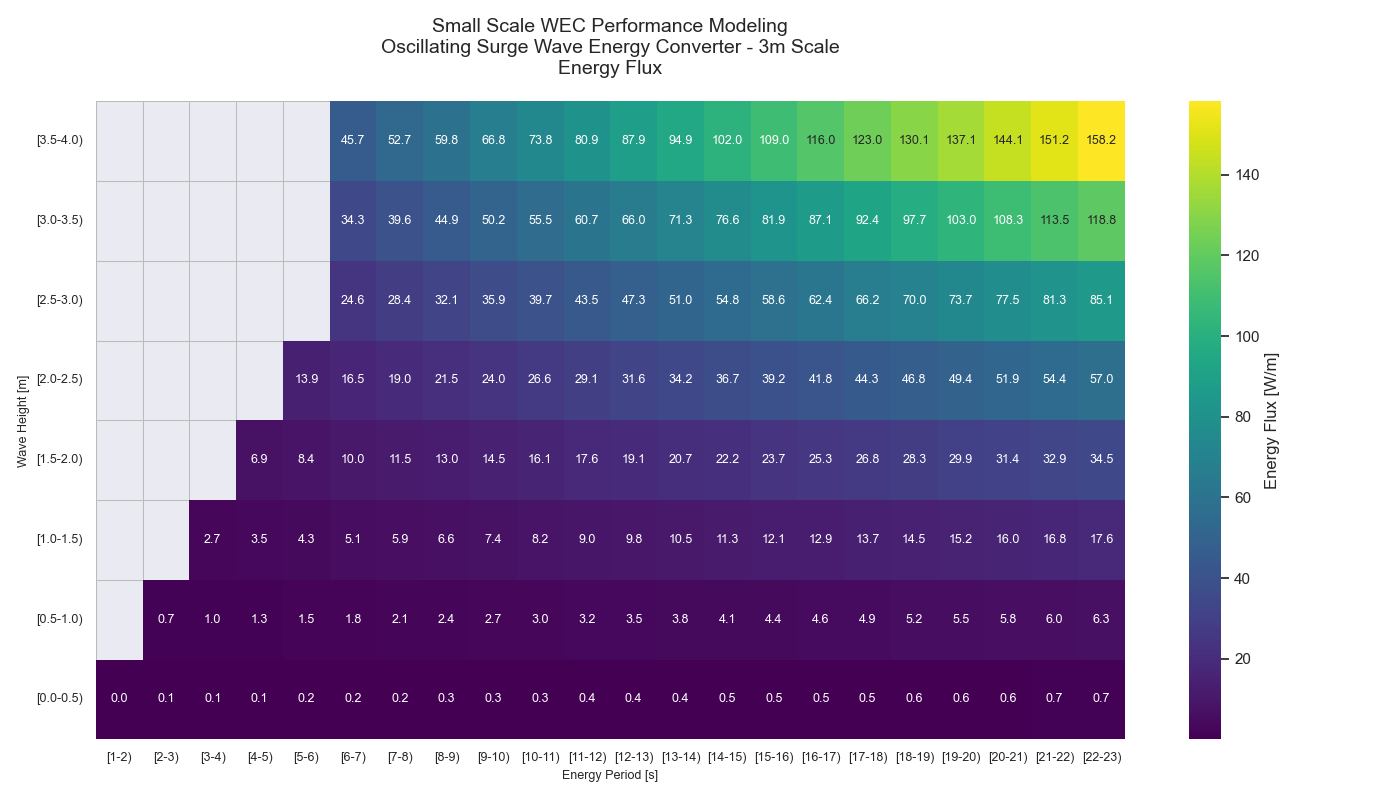 Small Scale WEC Performance Modeling
Oscillating Surge Wave Energy Converter - 3m Scale
Energy Flux
[3.5-4.0) 45.7 52.7 59.8 66.8 73.8 80.9 87.9 94.9 102.0 109.0 116.0 123.0 130.1 137.1 144.1 151.2 158.2
[3.0-3.5) 34.3 39.6 44.9 50.2 55.5 60.7 66.0 71.3 76.6 81.9 87.1 92.4 97.7 103.0 108.3 113.5 118.8
[2.5-3.0) 24.6 28.4 32.1 35.9 39.7 43.5 47.3 51.0 54.8 58.6 62.4 66.2 70.0 73.7 77.5 81.3 85.1
[2.0-2.5) 13.9 16.5 19.0 21.5 24.0 26.6 29.1 31.6 34.2 36.7 39.2 41.8 44.3 46.8 49.4 51.9 54.4 57.0
[1.5-2.0) 6.9 8.4 10.0 11.5 13.0 14.5 16.1 17.6 19.1 20.7 22.2 23.7 25.3 26.8 28.3 29.9 31.4 32.9 34.5
[1.0-1.5) 2.7 3.5 4.3 5.1 5.9 6.6 7.4 8.2 9.0 9.8 10.5 11.3 12.1 12.9 13.7 14.5 15.2 16.0 16.8 17.6
[0.5-1.0) 0.7 1.0 1.3 1.5 1.8 2.1 2.4 2.7 3.0 3.2 3.5 3.8 4.1 4.4 4.6 4.9 5.2 5.5 5.8 6.0 6.3
[0.0-0.5) 0.0 0.1 0.1 0.1 0.2 0.2 0.2 0.3 0.3 0.3 0.4 0.4 0.4 0.5 0.5 0.5 0.5 0.6 0.6 0.6 0.7 0.7
[1-2) [2-3) [3-4) [4-5) [5-6) [6-7) [7-8) [8-9) [9-10) [10-11) [11-12) [12-13) [13-14) [14-15) [15-16) [16-17) [17-18) [18-19) [19-20) [20-21) [21-22) [22-23)
Energy Period [s]
Wave Height [m]
140
120
100
80
60
40
20
Energy Flux [W/m]